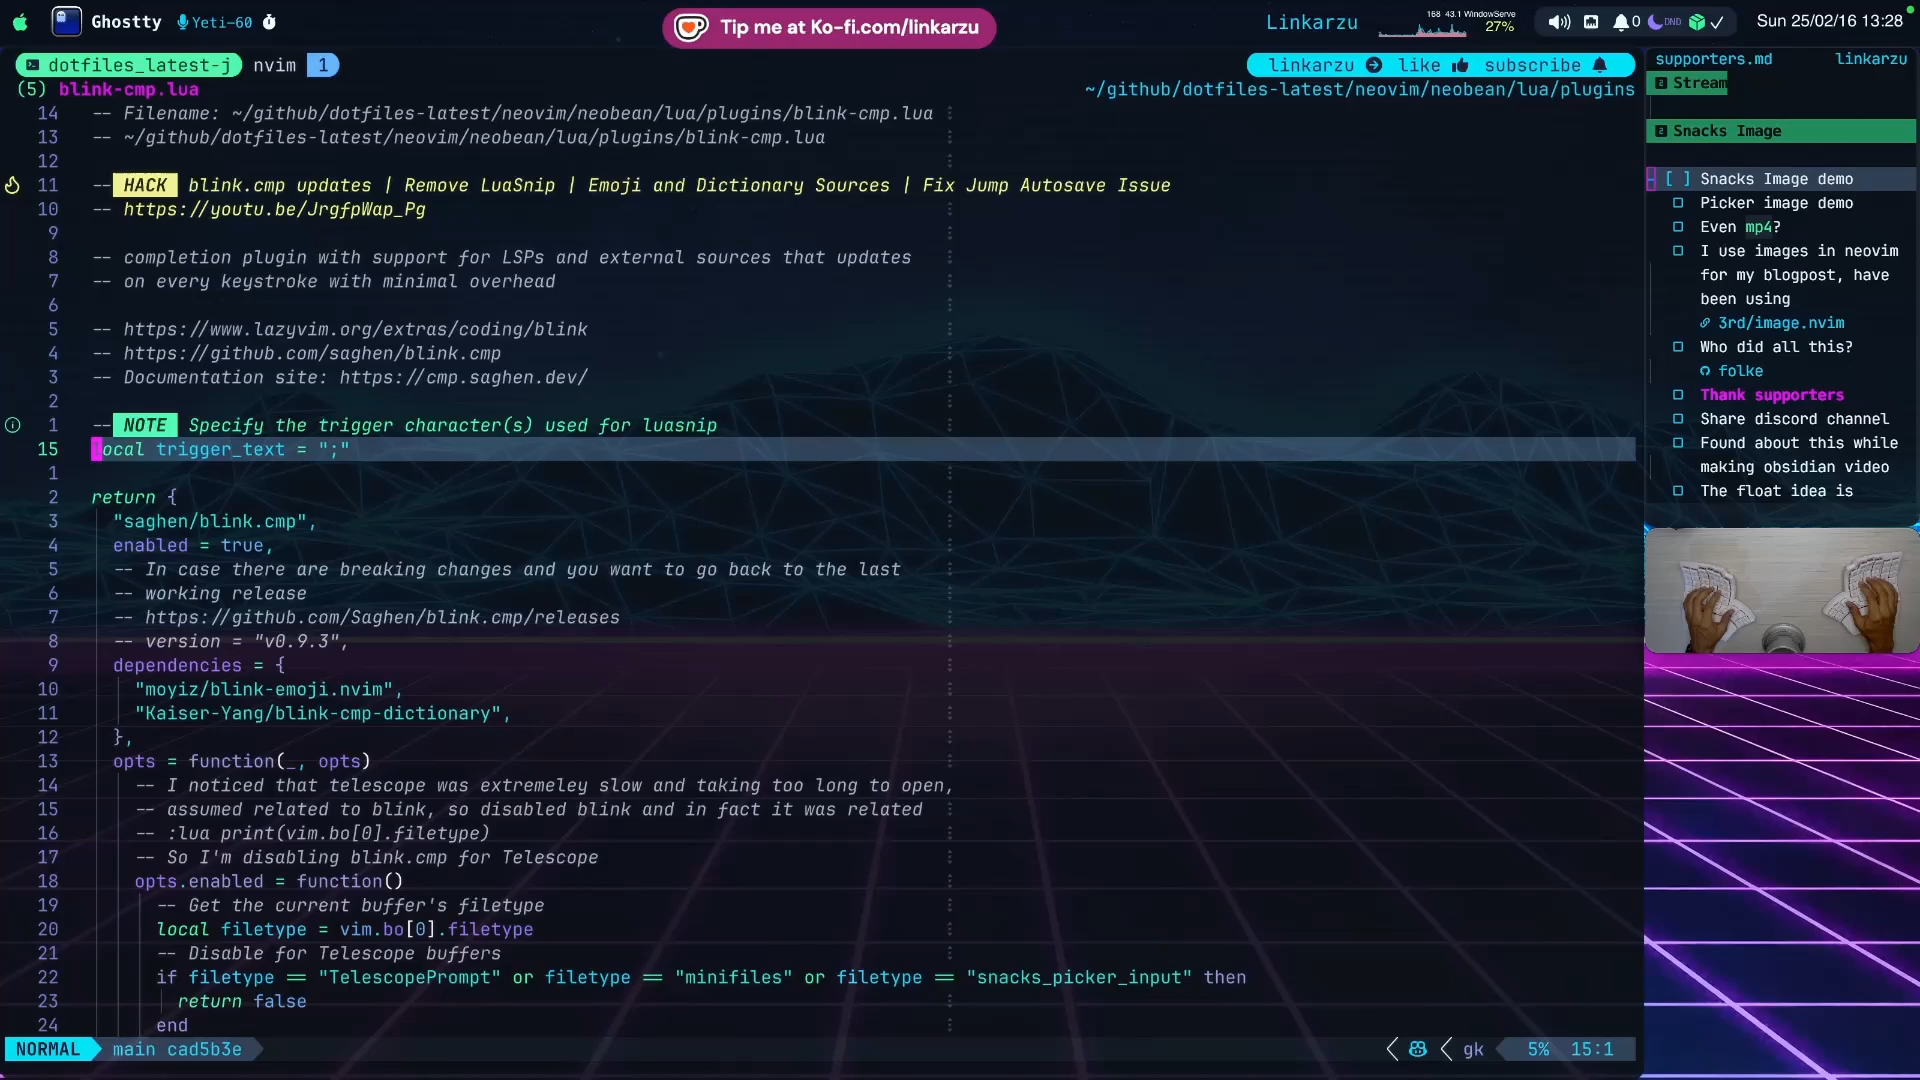 Ghostty Yeti-60
Tip me at Ko-fi.com/linkarzu
Linkarzu
168 43.1 WindowServe
27%
0 DND
Sun 25/02/16 13:28
dotfiles_latest-j nvim 1
linkarzu like subscribe
(5) blink-cmp.lua
~/github/dotfiles-latest/neovim/neobean/lua/plugins
14 -- Filename: ~/github/dotfiles-latest/neovim/neobean/lua/plugins/blink-cmp.lua
13 -- ~/github/dotfiles-latest/neovim/neobean/lua/plugins/blink-cmp.lua
12
11 -- HACK blink.cmp updates | Remove LuaSnip | Emoji and Dictionary Sources | Fix Jump Autosave Issue
10 -- https://youtu.be/JrgfpWap_Pg
9
8 -- completion plugin with support for LSPs and external sources that updates
7 -- on every keystroke with minimal overhead
6
5 -- https://www.lazyvim.org/extras/coding/blink
4 -- https://github.com/saghen/blink.cmp
3 -- Documentation site: https://cmp.saghen.dev/
2
1 -- NOTE Specify the trigger character(s) used for luasnip
15 local trigger_text = ";"
1
2 return {
3 "saghen/blink.cmp",
4 enabled = true,
5 -- In case there are breaking changes and you want to go back to the last
6 -- working release
7 -- https://github.com/Saghen/blink.cmp/releases
8 -- version = "v0.9.3",
9 dependencies = {
10 "moyiz/blink-emoji.nvim",
11 "Kaiser-Yang/blink-cmp-dictionary",
12 },
13 opts = function(_, opts)
14 -- I noticed that telescope was extremeley slow and taking too long to open,
15 -- assumed related to blink, so disabled blink and in fact it was related
16 -- :lua print(vim.bo[0].filetype)
17 -- So I'm disabling blink.cmp for Telescope
18 opts.enabled = function()
19 -- Get the current buffer's filetype
20 local filetype = vim.bo[0].filetype
21 -- Disable for Telescope buffers
22 if filetype == "TelescopePrompt" or filetype == "minifiles" or filetype == "snacks_picker_input" then
23 return false
24 end
NORMAL main cad5b3e
gk 5% 15:1
supporters.md linkarzu
2 Stream
2 Snacks Image
[ ] Snacks Image demo
Picker image demo
Even mp4?
I use images in neovim
for my blogpost, have
been using
3rd/image.nvim
Who did all this?
folke
Thank supporters
Share discord channel
Found about this while
making obsidian video
The float idea is